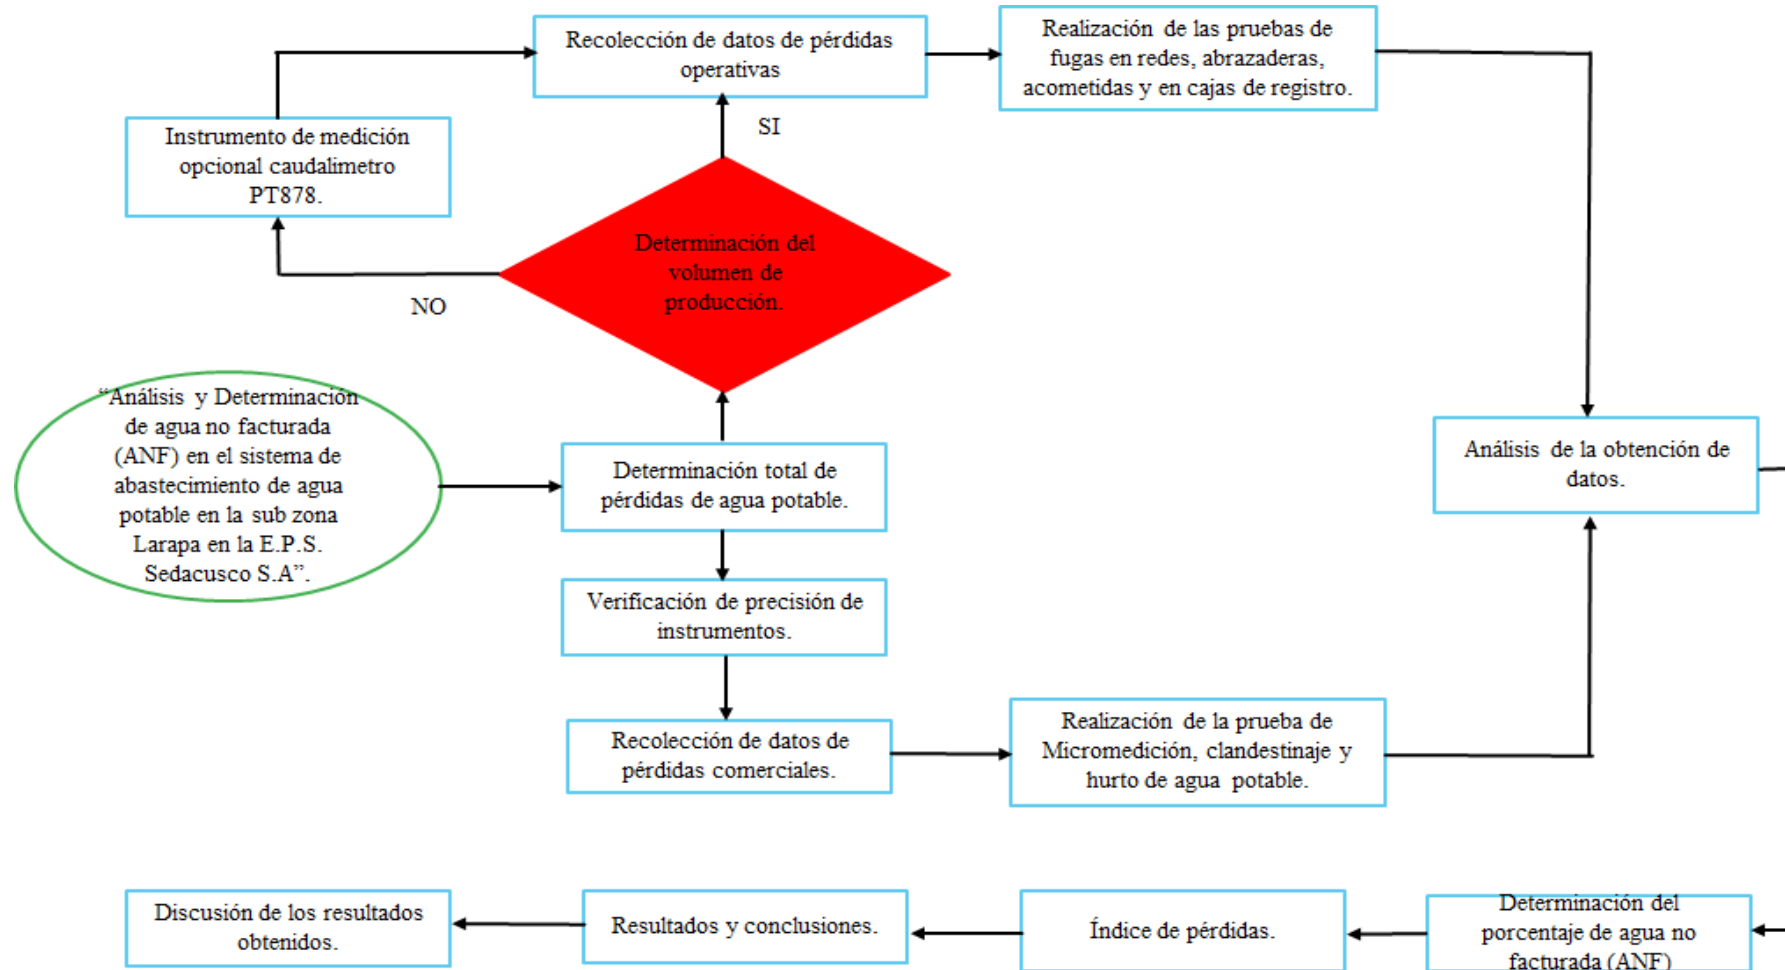 Recolección de datos de pérdidas
operativas
Realización de las pruebas de
fugas en redes, abrazaderas,
acometidas y en cajas de registro.
Instrumento de medición
opcional caudalimetro
PT878.
SI
Determinación del
volumen de
producción.
NO
“Análisis y Determinación
de agua no facturada
(ANF) en el sistema de
abastecimiento de agua
potable en la sub zona
Larapa en la E.P.S.
Sedacusco S.A”.
Determinación total de
pérdidas de agua potable.
Análisis de la obtención de
datos.
Verificación de precisión de
instrumentos.
Recolección de datos de
pérdidas comerciales.
Realización de la prueba de
Micromedición, clandestinaje y
hurto de agua potable.
Discusión de los resultados
obtenidos.
Resultados y conclusiones.
Índice de pérdidas.
Determinación del
porcentaje de agua no
facturada (ANF)